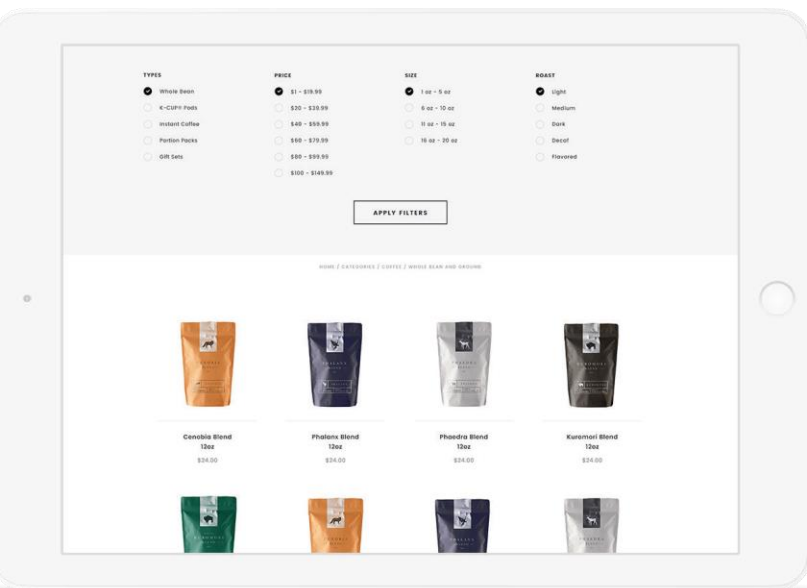 TYPES
Whole Bean
K-CUP® Pods
Instant Coffee
Portion Packs
Gift Sets
PRICE
$1 - $19.99
$20 - $39.99
$40 - $59.99
$60 - $79.99
$80 - $99.99
$100 - $149.99
SIZE
1 oz - 5 oz
6 oz - 10 oz
11 oz - 15 oz
16 oz - 20 oz
ROAST
Light
Medium
Dark
Decaf
Flavored
APPLY FILTERS
HOME / CATEGORIES / COFFEE / WHOLE BEAN AND GROUND
Cenobia Blend
12oz
$24.00
Phalanx Blend
12oz
$24.00
Phaedra Blend
12oz
$24.00
Kuromori Blend
12oz
$24.00